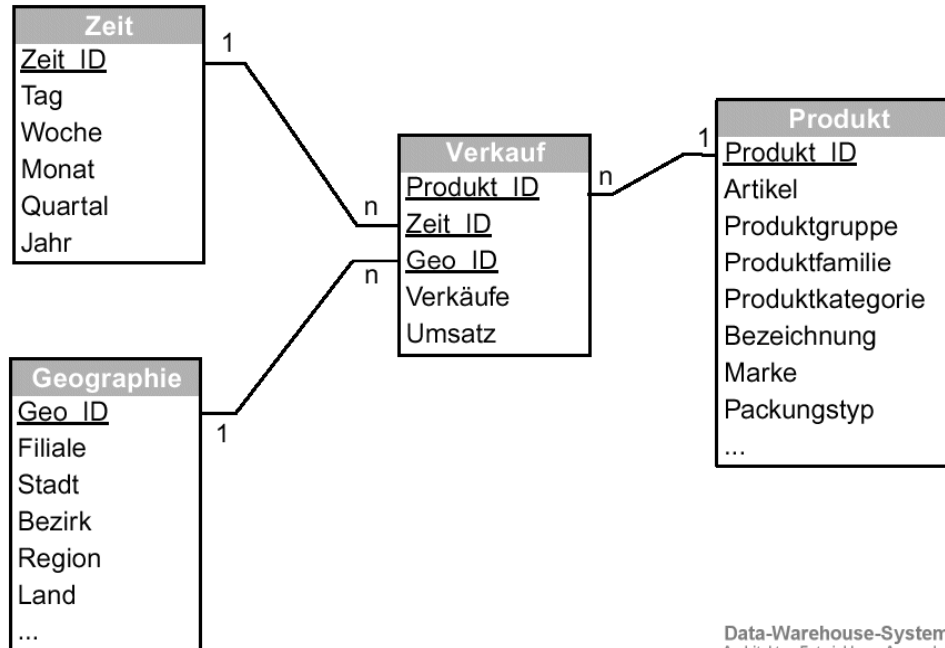 Zeit
Zeit_ID
Tag
Woche
Monat
Quartal
Jahr
1
n
Verkauf
Produkt_ID
Zeit_ID
Geo_ID
Verkäufe
Umsatz
n
1
Produkt
Produkt_ID
Artikel
Produktgruppe
Produktfamilie
Produktkategorie
Bezeichnung
Marke
Packungstyp
...
n
1
Geographie
Geo_ID
Filiale
Stadt
Bezirk
Region
Land
...
Data-Warehouse-System